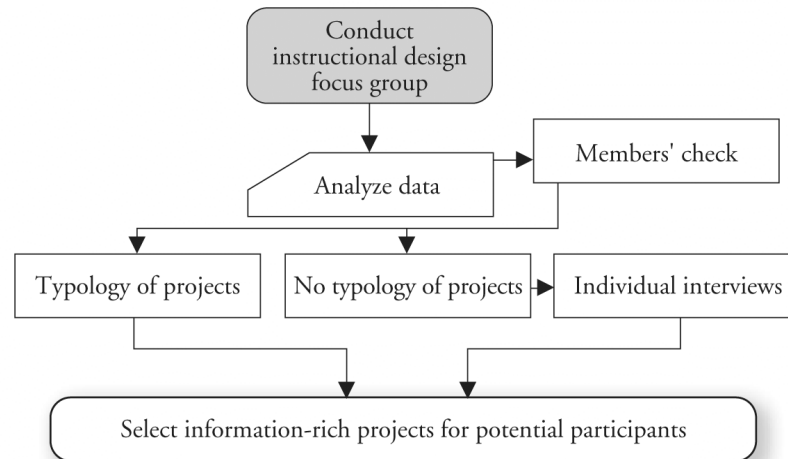 Conduct
instructional design
focus group
Members' check
Analyze data
Typology of projects
No typology of projects
Individual interviews
Select information-rich projects for potential participants